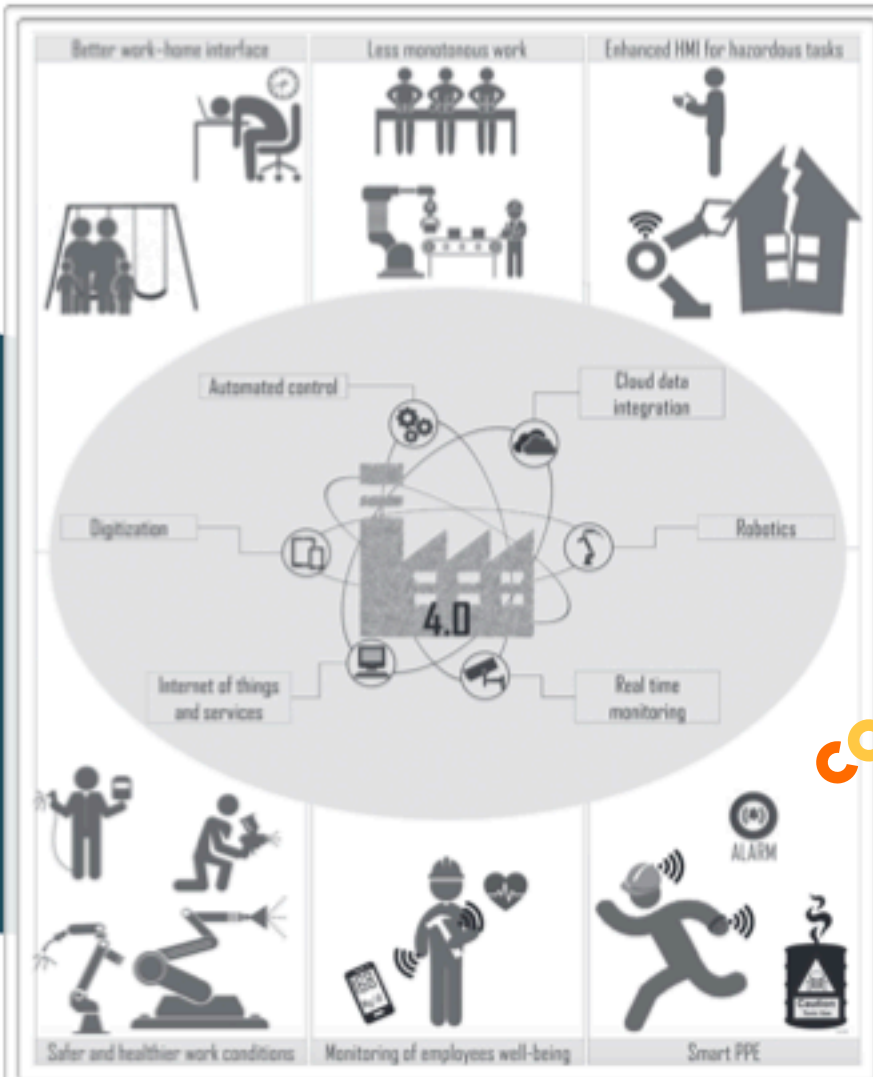 Better work-home interface
Less monotonous work
Enhanced HMI for hazordous tasks
Automated control
Cloud data
integration
Digitization
Robotics
4.0
Internet of things
and services
Real time
monitoring
ALARM
Caution
Safer and healthier work conditions
Monitoring of employees well-being
Smart PPE